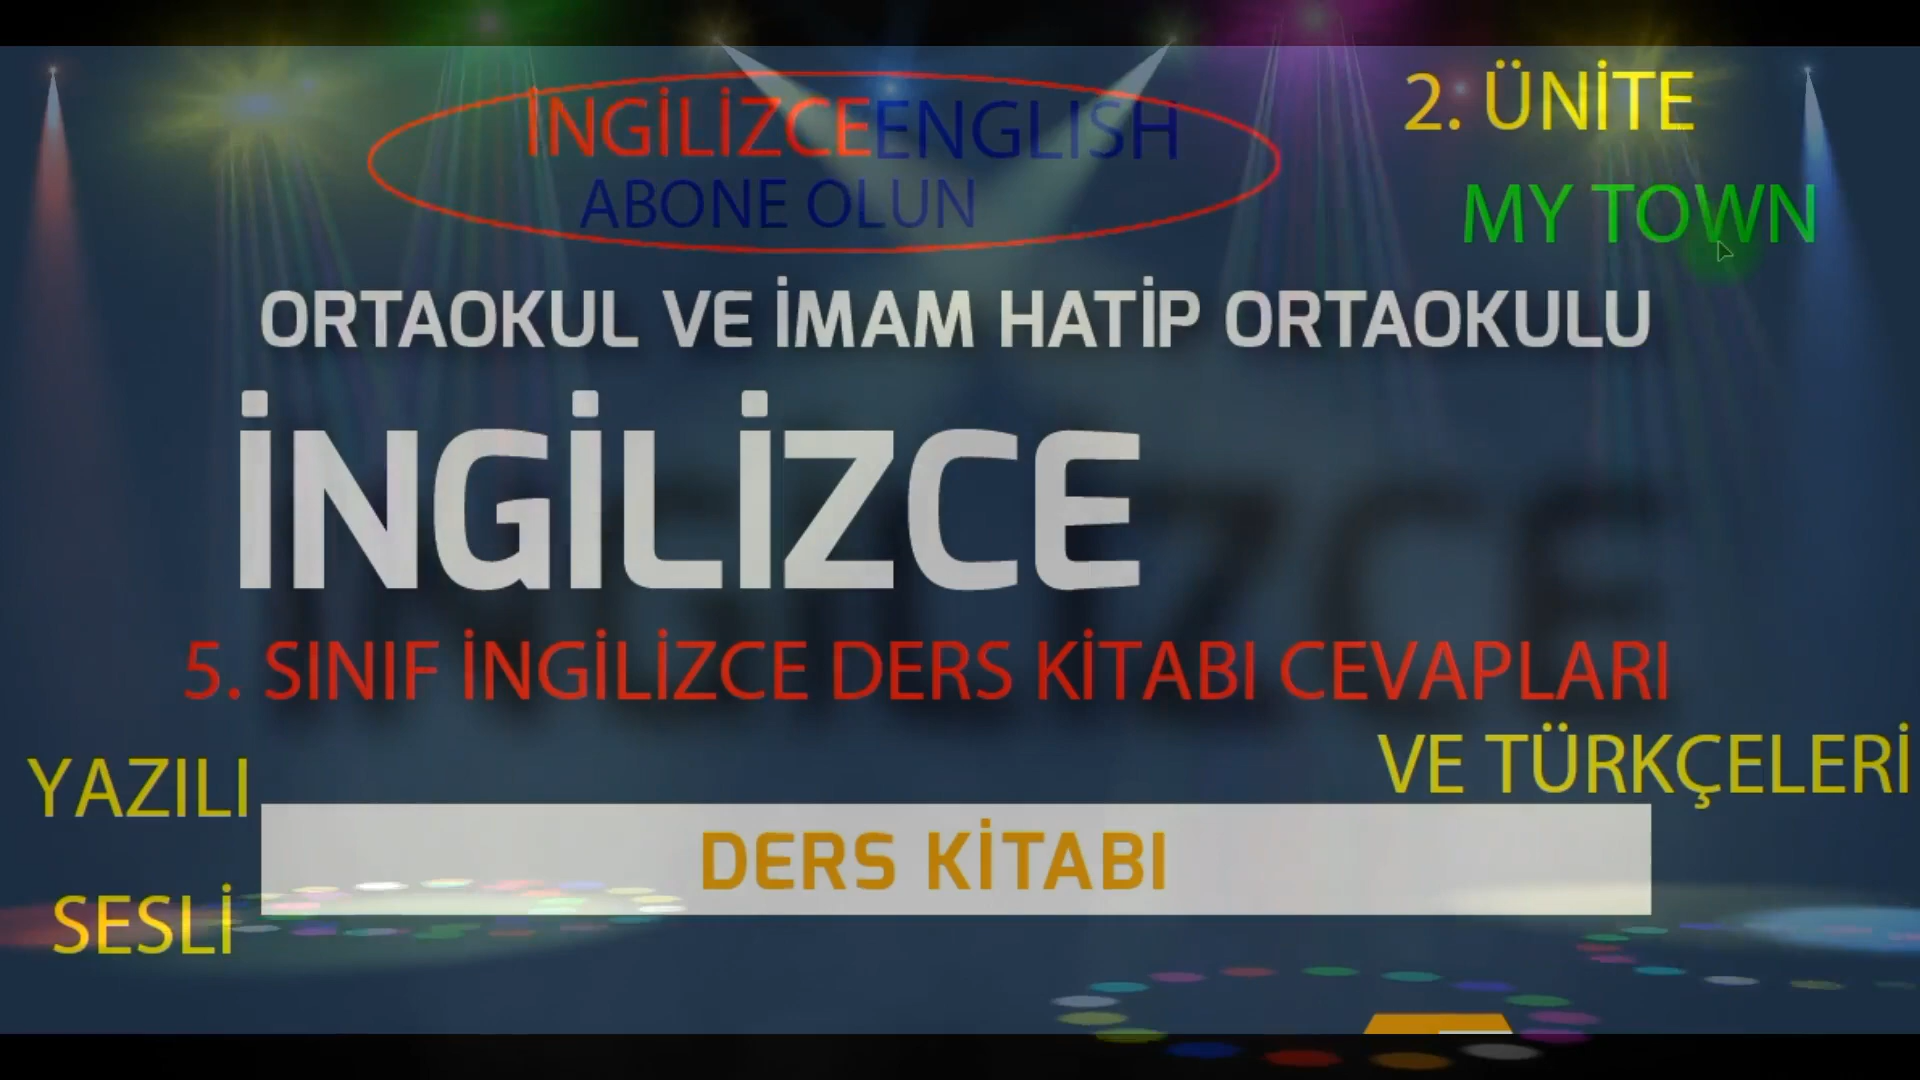 İNGİLİZCEENGLISH
ABONE OLUN
2. ÜNİTE
MY TOWN
ORTAOKUL VE İMAM HATİP ORTAOKULU
İNGİLİZCE
5. SINIF İNGİLİZCE DERS KİTABI CEVAPLARI
VE TÜRKÇELERİ
YAZILI
DERS KİTABI
SESLİ